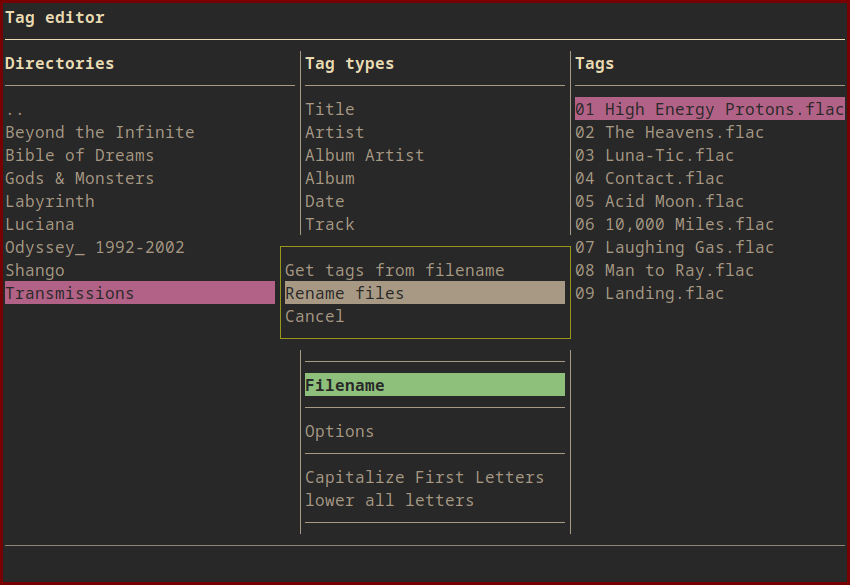 Tag editor
Directories
..
Beyond the Infinite
Bible of Dreams
Gods & Monsters
Labyrinth
Luciana
Odyssey_ 1992-2002
Shango
Transmissions
Tag types
Title
Artist
Album Artist
Album
Date
Track
Get tags from filename
Rename files
Cancel
Filename
Options
Capitalize First Letters
lower all letters
Tags
01 High Energy Protons.flac
02 The Heavens.flac
03 Luna-Tic.flac
04 Contact.flac
05 Acid Moon.flac
06 10,000 Miles.flac
07 Laughing Gas.flac
08 Man to Ray.flac
09 Landing.flac